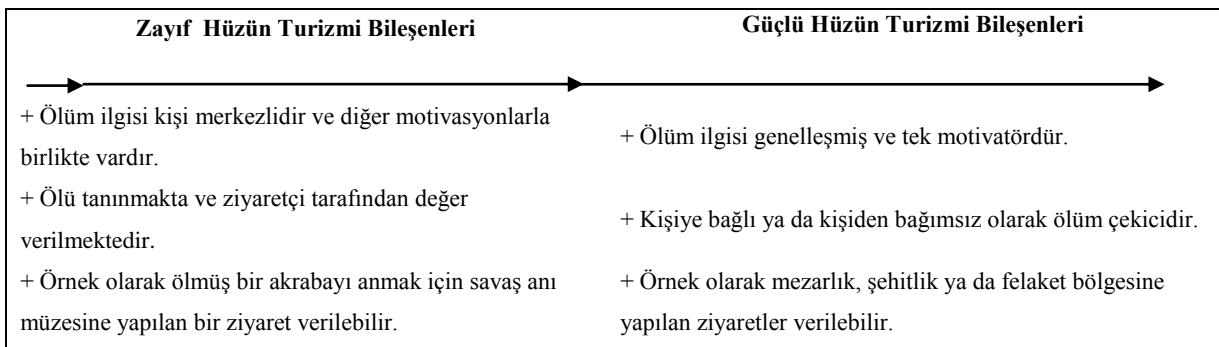 Zayıf Hüzün Turizmi Bileşenleri
+ Ölüm ilgisi kişi merkezlidir ve diğer motivasyonlarla
birlikte vardır.
+ Ölü tanınmakta ve ziyaretçi tarafından değer
verilmektedir.
+ Örnek olarak ölmüş bir akrabayı anmak için savaş anı
müzesine yapılan bir ziyaret verilebilir.
Güçlü Hüzün Turizmi Bileşenleri
+ Ölüm ilgisi genelleşmiş ve tek motivatördür.
+ Kişiye bağlı ya da kişiden bağımsız olarak ölüm çekicidir.
+ Örnek olarak mezarlık, şehitlik ya da felaket bölgesine
yapılan ziyaretler verilebilir.